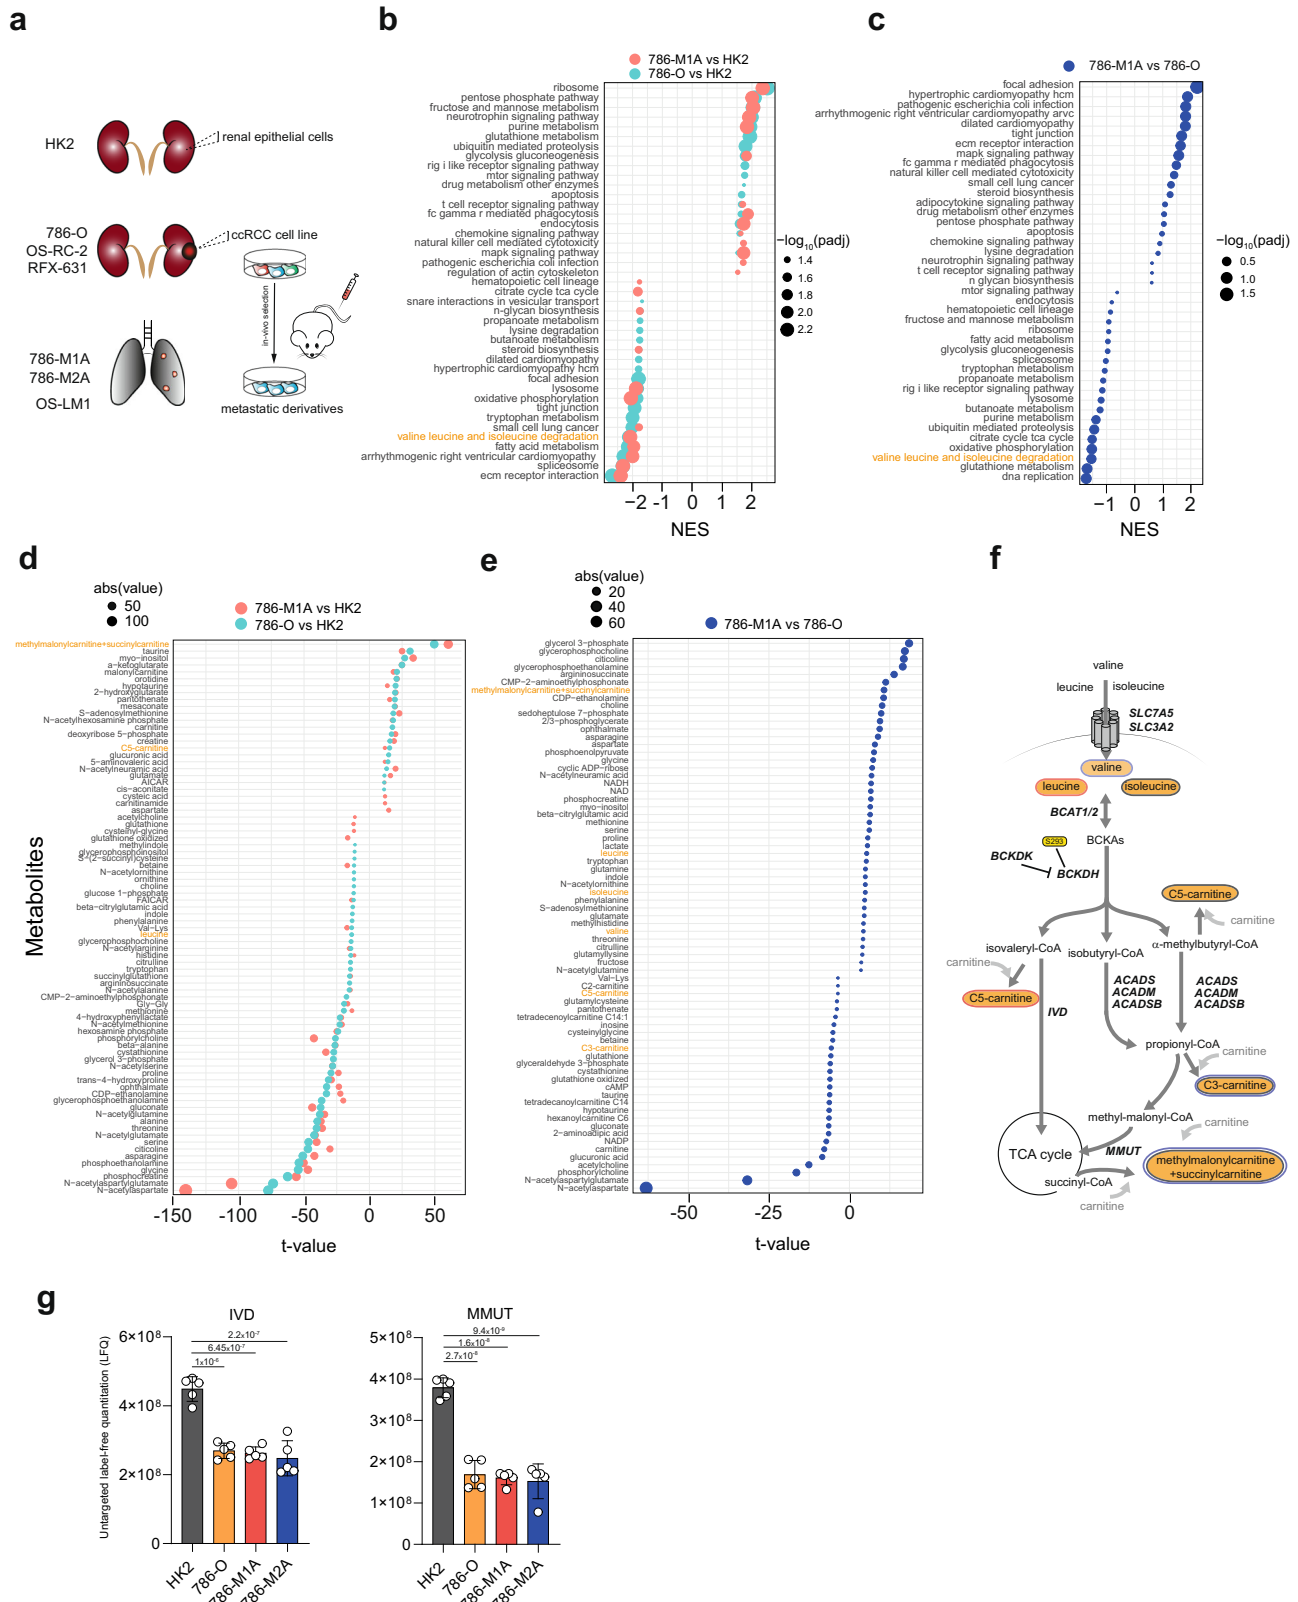 a
HK2
renal epithelial cells
786-O
OS-RC-2
RFX-631
ccRCC cell line
in-vivo selection
786-M1A
786-M2A
OS-LM1
metastatic derivatives
b
786-M1A vs HK2
786-O vs HK2
ribosome
pentose phosphate pathway
fructose and mannose metabolism
neurotrophin signaling pathway
purine metabolism
glutathione metabolism
ubiquitin mediated proteolysis
glycolysis gluconeogenesis
rig i like receptor signaling pathway
mtor signaling pathway
drug metabolism other enzymes
apoptosis
t cell receptor signaling pathway
fc gamma r mediated phagocytosis
endocytosis
chemokine signaling pathway
natural killer cell mediated cytotoxicity
mapk signaling pathway
pathogenic escherichia coli infection
regulation of actin cytoskeleton
hematopoietic cell lineage
citrate cycle tca cycle
snare interactions in vesicular transport
n-glycan biosynthesis
propanoate metabolism
lysine degradation
butanoate metabolism
steroid biosynthesis
dilated cardiomyopathy
hypertrophic cardiomyopathy hcm
focal adhesion
lysosome
oxidative phosphorylation
tight junction
tryptophan metabolism
small cell lung cancer
valine leucine and isoleucine degradation
fatty acid metabolism
arrhythmogenic right ventricular cardiomyopathy
spliceosome
ecm receptor interaction
−2 -1 0 1 2
NES
−log10(padj)
1.4
1.6
1.8
2.0
2.2
c
786-M1A vs 786-O
focal adhesion
hypertrophic cardiomyopathy hcm
pathogenic escherichia coli infection
arrhythmogenic right ventricular cardiomyopathy arvc
dilated cardiomyopathy
tight junction
ecm receptor interaction
mapk signaling pathway
fc gamma r mediated phagocytosis
natural killer cell mediated cytotoxicity
small cell lung cancer
steroid biosynthesis
adipocytokine signaling pathway
drug metabolism other enzymes
pentose phosphate pathway
apoptosis
chemokine signaling pathway
lysine degradation
neurotrophin signaling pathway
t cell receptor signaling pathway
n glycan biosynthesis
mtor signaling pathway
endocytosis
hematopoietic cell lineage
fructose and mannose metabolism
ribosome
fatty acid metabolism
glycolysis gluconeogenesis
spliceosome
tryptophan metabolism
propanoate metabolism
rig i like receptor signaling pathway
lysosome
butanoate metabolism
purine metabolism
ubiquitin mediated proteolysis
citrate cycle tca cycle
oxidative phosphorylation
valine leucine and isoleucine degradation
glutathione metabolism
dna replication
−1 0 1 2
NES
−log10(padj)
0.5
1.0
1.5
d
abs(value)
50
100
786-M1A vs HK2
786-O vs HK2
Metabolites
methylmalonylcarnitine+succinylcarnitine
taurine
myo-inositol
a-ketoglutarate
malonylcarnitine
orotidine
hypotaurine
2-hydroxyglutarate
pantothenate
mesaconate
S-adenosylmethionine
N-acetylhexosamine phosphate
carnitine
deoxyribose 5-phosphate
creatine
C5-carnitine
glucuronic acid
5-aminovaleric acid
N-acetylneuramic acid
glutamate
AICAR
cis-aconitate
cysteic acid
carnitinamide
aspartate
acetylcholine
glutathione
cysteinyl-glycine
glutathione oxidized
methylindole
glycerophosphoinositol
S-(2-succinyl)cysteine
betaine
N-acetylornithine
ornithine
choline
glucose 1-phosphate
FAICAR
beta-citrylglutamic acid
indole
phenylalanine
Val-Lys
leucine
glycerophosphocholine
N-acetylarginine
histidine
citrulline
tryptophan
succinylglutathione
argininosuccinate
N-acetylalanine
CMP-2-aminoethylphosphonate
Gly-Gly
methionine
4-hydroxyphenyllactate
N-acetylmethionine
hexosamine phosphate
phosphorylcholine
beta-alanine
cystathionine
glycerol 3-phosphate
N-acetylserine
proline
trans-4-hydroxyproline
ophthalmate
CDP-ethanolamine
glycerophosphoethanolamine
gluconate
N-acetylglutamine
alanine
threonine
N-acetylglutamate
serine
citicoline
asparagine
phosphoethanolamine
glycine
phosphocreatine
N-acetylaspartylglutamate
N-acetylaspartate
-150 -100 -50 0 50
t-value
e
abs(value)
20
40
60
786-M1A vs 786-O
glycerol 3-phosphate
glycerophosphocholine
citicoline
glycerophosphoethanolamine
argininosuccinate
CMP-2-aminoethylphosphonate
methylmalonylcarnitine+succinylcarnitine
CDP-ethanolamine
choline
sedoheptulose 7-phosphate
2/3-phosphoglycerate
ophthalmate
asparagine
aspartate
phosphoenolpyruvate
glycine
cyclic ADP-ribose
N-acetylneuramic acid
NADH
NAD
phosphocreatine
myo-inositol
beta-citrylglutamic acid
methionine
serine
proline
lactate
leucine
tryptophan
glutamine
indole
N-acetylornithine
isoleucine
phenylalanine
S-adenosylmethionine
glutamate
methylhistidine
valine
threonine
citrulline
glutamyllysine
fructose
N-acetylglutamine
Val-Lys
C2-carnitine
C5-carnitine
glutamylcysteine
pantothenate
tetradecenoylcarnitine C14:1
inosine
cysteinylglycine
betaine
C3-carnitine
glutathione
glyceraldehyde 3-phosphate
cystathionine
glutathione oxidized
cAMP
taurine
tetradecanoylcarnitine C14
hypotaurine
hexanoylcarnitine C6
gluconate
2-aminoadipic acid
NADP
carnitine
glucuronic acid
acetylcholine
phosphorylcholine
N-acetylaspartylglutamate
N-acetylaspartate
-50 -25 0
t-value
f
valine
leucine isoleucine
SLC7A5
SLC3A2
valine
leucine isoleucine
BCAT1/2
S293
BCKAs
BCKDK
BCKDH
C5-carnitine
carnitine
isovaleryl-CoA
isobutyryl-CoA
α-methylbutyryl-CoA
carnitine
C5-carnitine
IVD
ACADS
ACADM
ACADSB
ACADS
ACADM
ACADSB
propionyl-CoA
carnitine
C3-carnitine
methyl-malonyl-CoA
carnitine
TCA cycle
MMUT
methylmalonylcarnitine
+succinylcarnitine
succinyl-CoA
carnitine
g
IVD
Untargeted label-free quantitation (LFQ)
6×10⁸
4×10⁸
2×10⁸
0
2.2x10⁻⁷
6.45x10⁻⁷
1x10⁻⁶
HK2
786-O
786-M1A
786-M2A
MMUT
5×10⁸
4×10⁸
3×10⁸
2×10⁸
1×10⁸
0
9.4x10⁻⁹
1.6x10⁻⁸
2.7x10⁻⁸
HK2
786-O
786-M1A
786-M2A